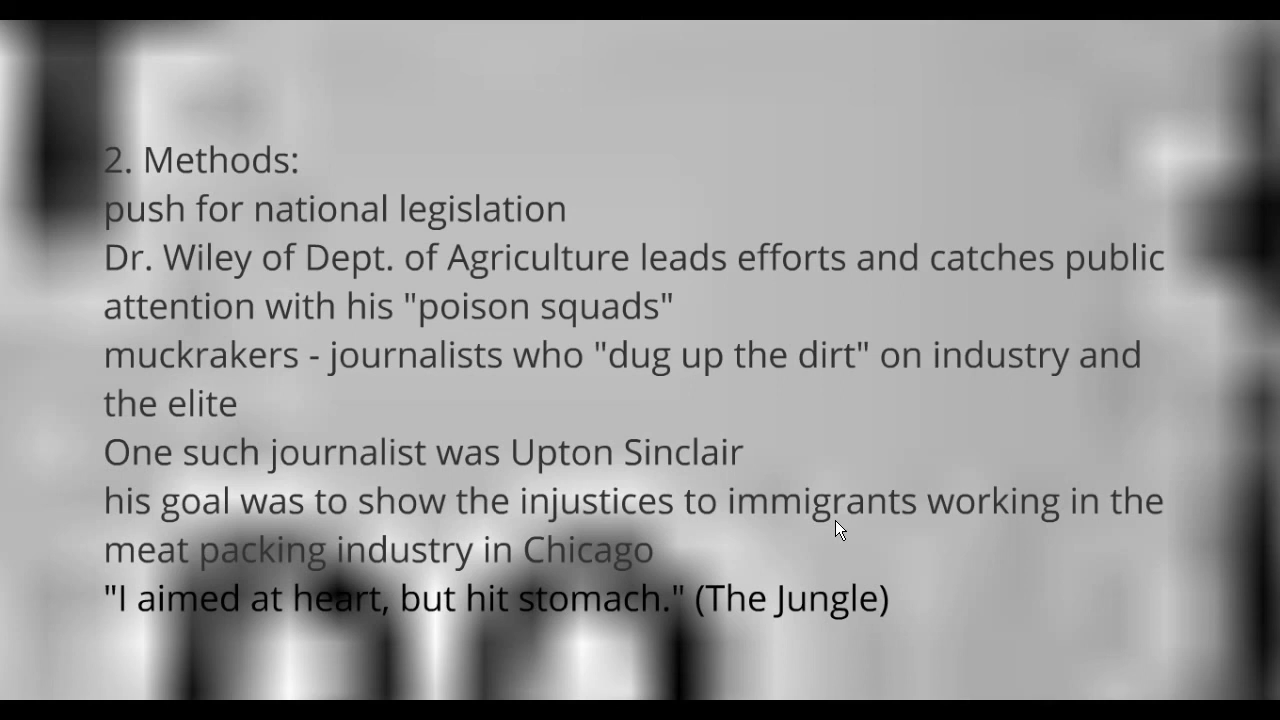 2. Methods:
push for national legislation
Dr. Wiley of Dept. of Agriculture leads efforts and catches public
attention with his "poison squads"
muckrakers - journalists who "dug up the dirt" on industry and
the elite
One such journalist was Upton Sinclair
his goal was to show the injustices to immigrants working in the
meat packing industry in Chicago
"I aimed at heart, but hit stomach." (The Jungle)